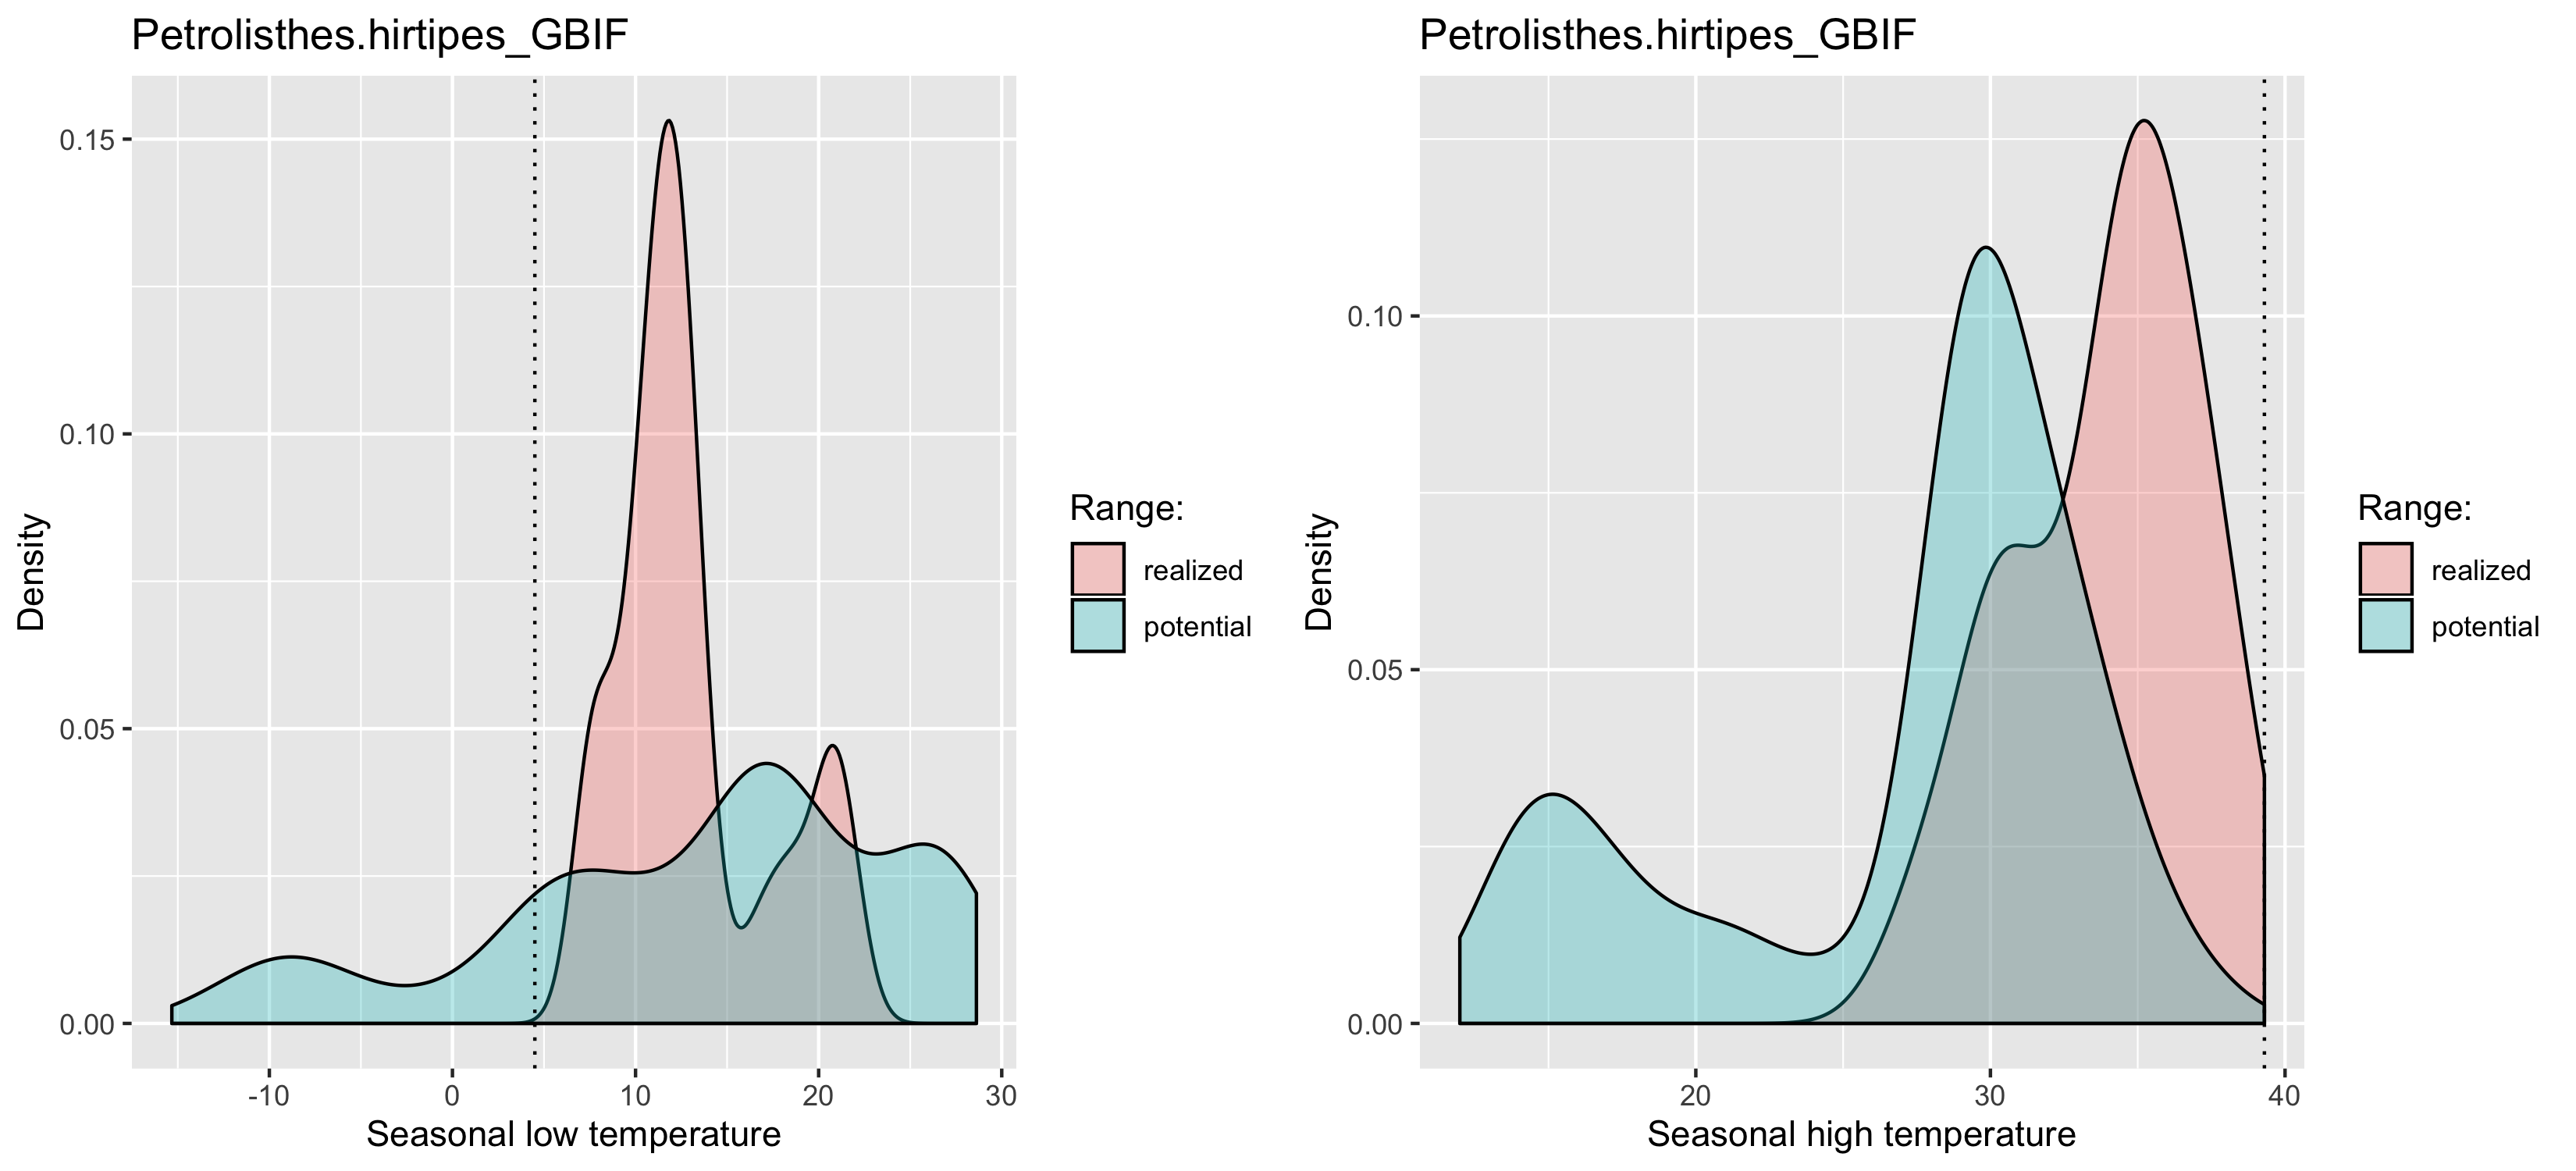 Petrolisthes.hirtipes_GBIF
0.15
0.10
0.05
0.00
Density
-10 0 10 20 30
Seasonal low temperature
Range:
realized
potential
Petrolisthes.hirtipes_GBIF
0.10
0.05
0.00
Density
20 30 40
Seasonal high temperature
Range:
realized
potential